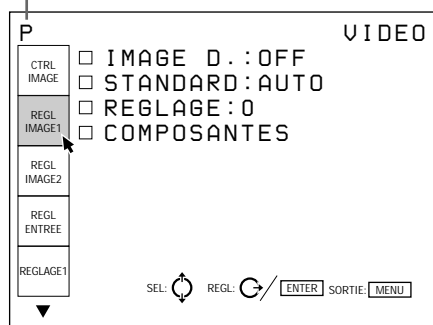 P VIDEO
CTRL
IMAGE
REGL
IMAGE1
REGL
IMAGE2
REGL
ENTREE
REGLAGE1
IMAGE D.:OFF
STANDARD:AUTO
REGLAGE:0
COMPOSANTES
SEL: REGL: / ENTER SORTIE: MENU